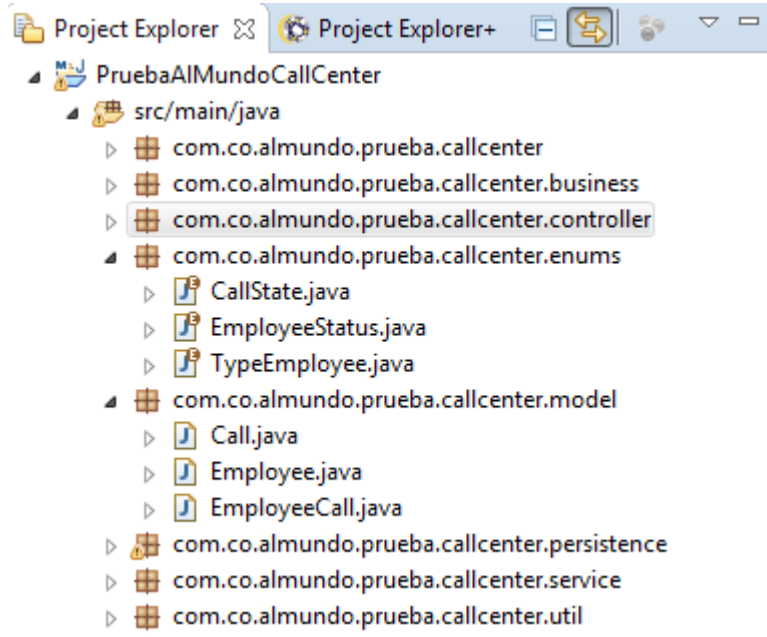 Project Explorer Project Explorer+
PruebaAlMundoCallCenter
src/main/java
com.co.almundo.prueba.callcenter
com.co.almundo.prueba.callcenter.business
com.co.almundo.prueba.callcenter.controller
com.co.almundo.prueba.callcenter.enums
CallState.java
EmployeeStatus.java
TypeEmployee.java
com.co.almundo.prueba.callcenter.model
Call.java
Employee.java
EmployeeCall.java
com.co.almundo.prueba.callcenter.persistence
com.co.almundo.prueba.callcenter.service
com.co.almundo.prueba.callcenter.util